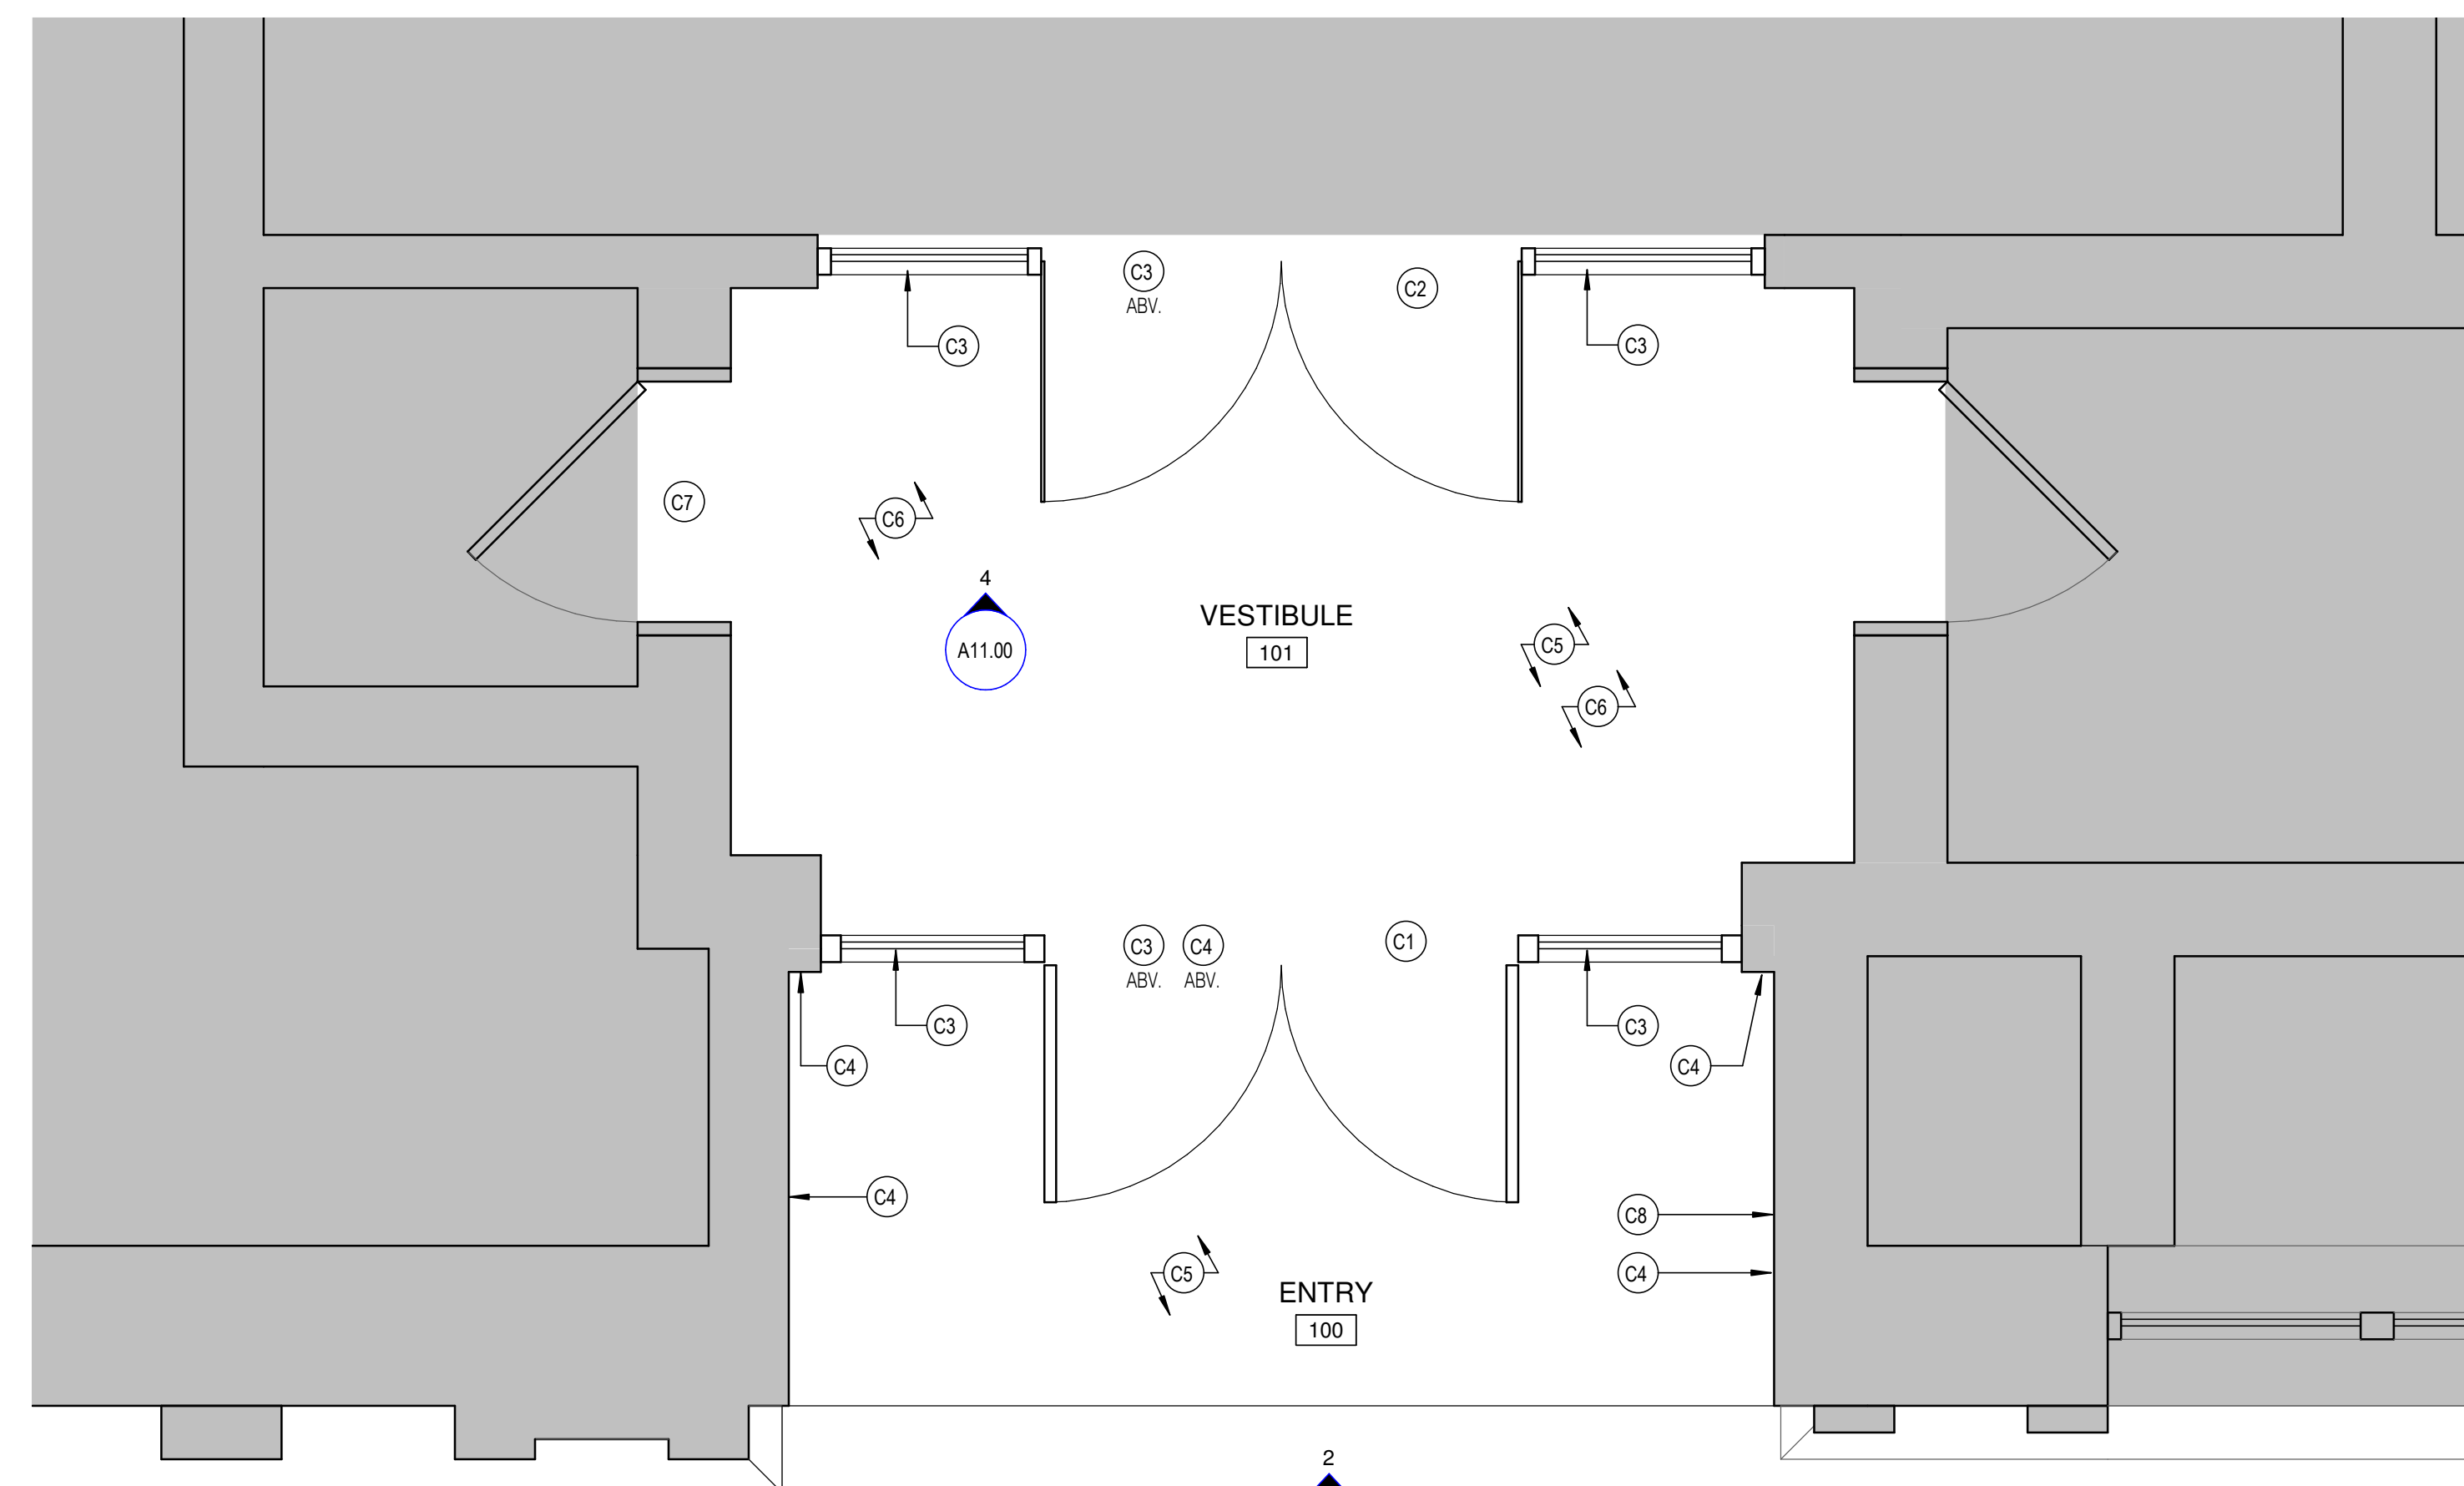 C3
C2
ABV.
C3
C3
C7
C6
4
A11.00
VESTIBULE
101
C5
C6
C3
C4
C1
ABV.
ABV.
C3
C3
C4
C4
C4
C8
C5
C4
ENTRY
100
2